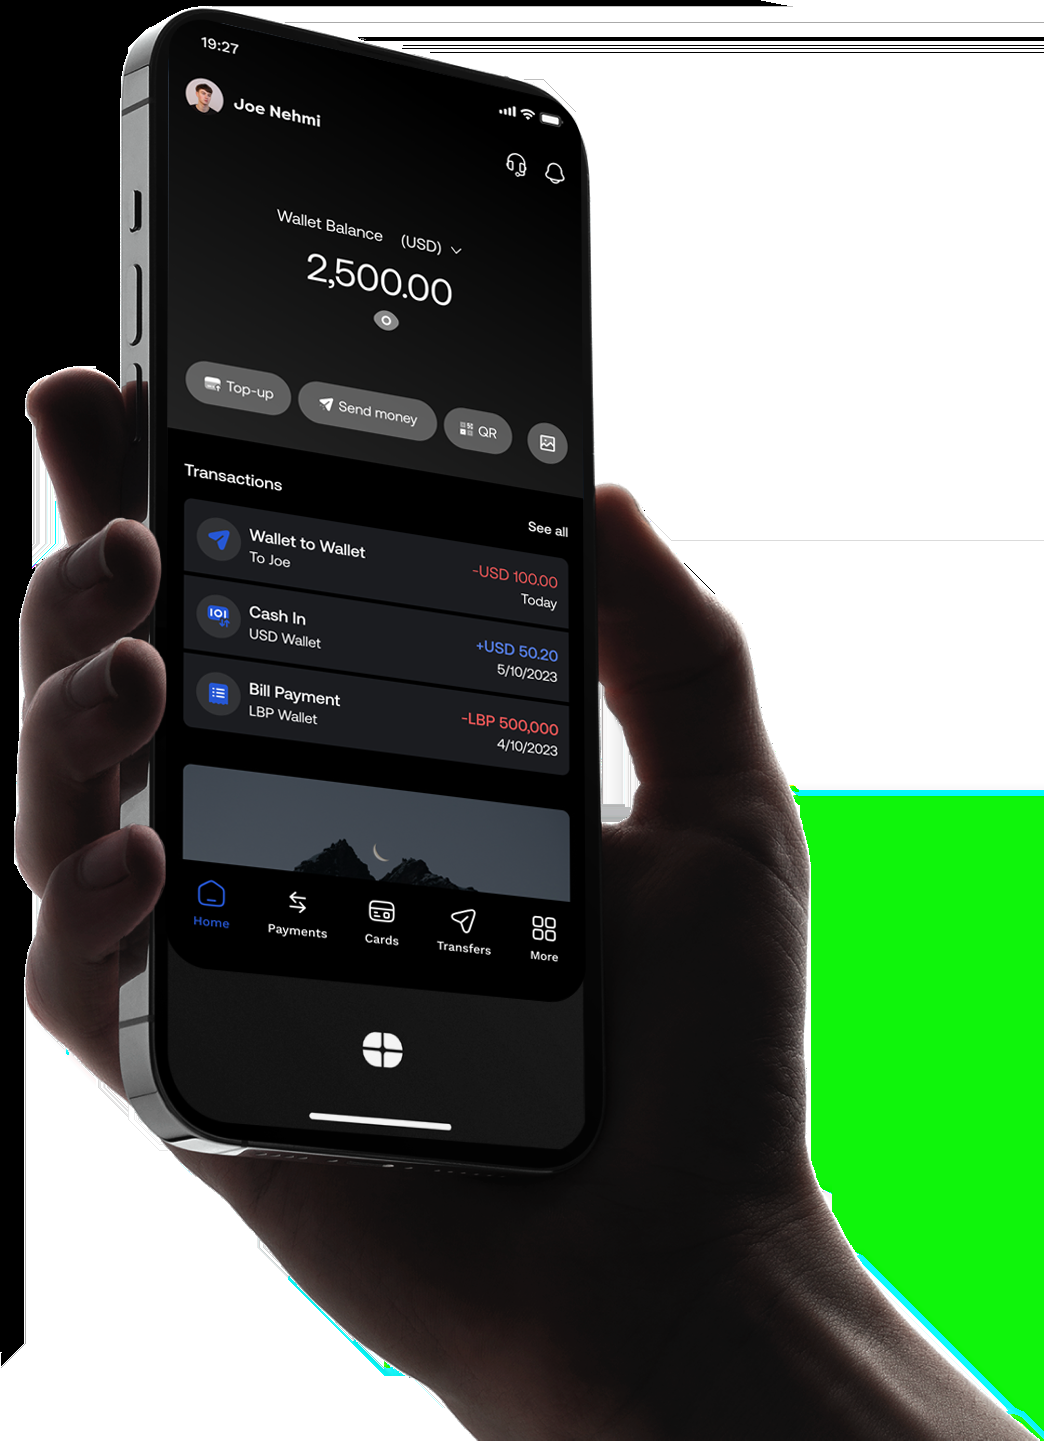 19:27
Joe Nehmi
Wallet Balance (USD)
2,500.00
Top-up
Send money
QR
Transactions
See all
Wallet to Wallet
To Joe
-USD 100.00
Today
Cash In
USD Wallet
+USD 50.20
5/10/2023
Bill Payment
LBP Wallet
-LBP 500,000
4/10/2023
Home
Payments
Cards
Transfers
More